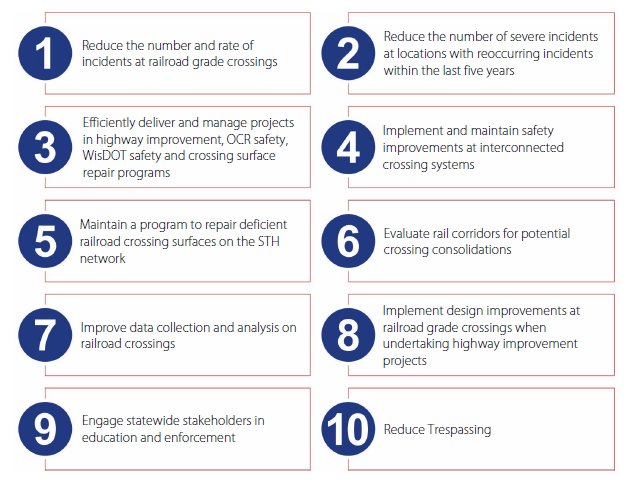 1
Reduce the number and rate of
incidents at railroad grade crossings
2
Reduce the number of severe incidents
at locations with reoccurring incidents
within the last five years
3
Efficiently deliver and manage projects
in highway improvement, OCR safety,
WisDOT safety and crossing surface
repair programs
4
Implement and maintain safety
improvements at interconnected
crossing systems
5
Maintain a program to repair deficient
railroad crossing surfaces on the STH
network
6
Evaluate rail corridors for potential
crossing consolidations
7
Improve data collection and analysis on
railroad crossings
8
Implement design improvements at
railroad grade crossings when
undertaking highway improvement
projects
9
Engage statewide stakeholders in
education and enforcement
10
Reduce Trespassing